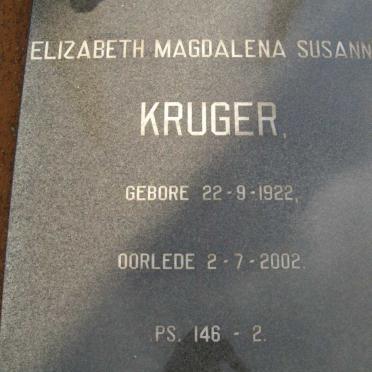 ELIZABETH MAGDALENA SUSANN
KRUGER,
GEBORE 22-9-1922,
OORLEDE 2-7-2002.
PS. 146 - 2.